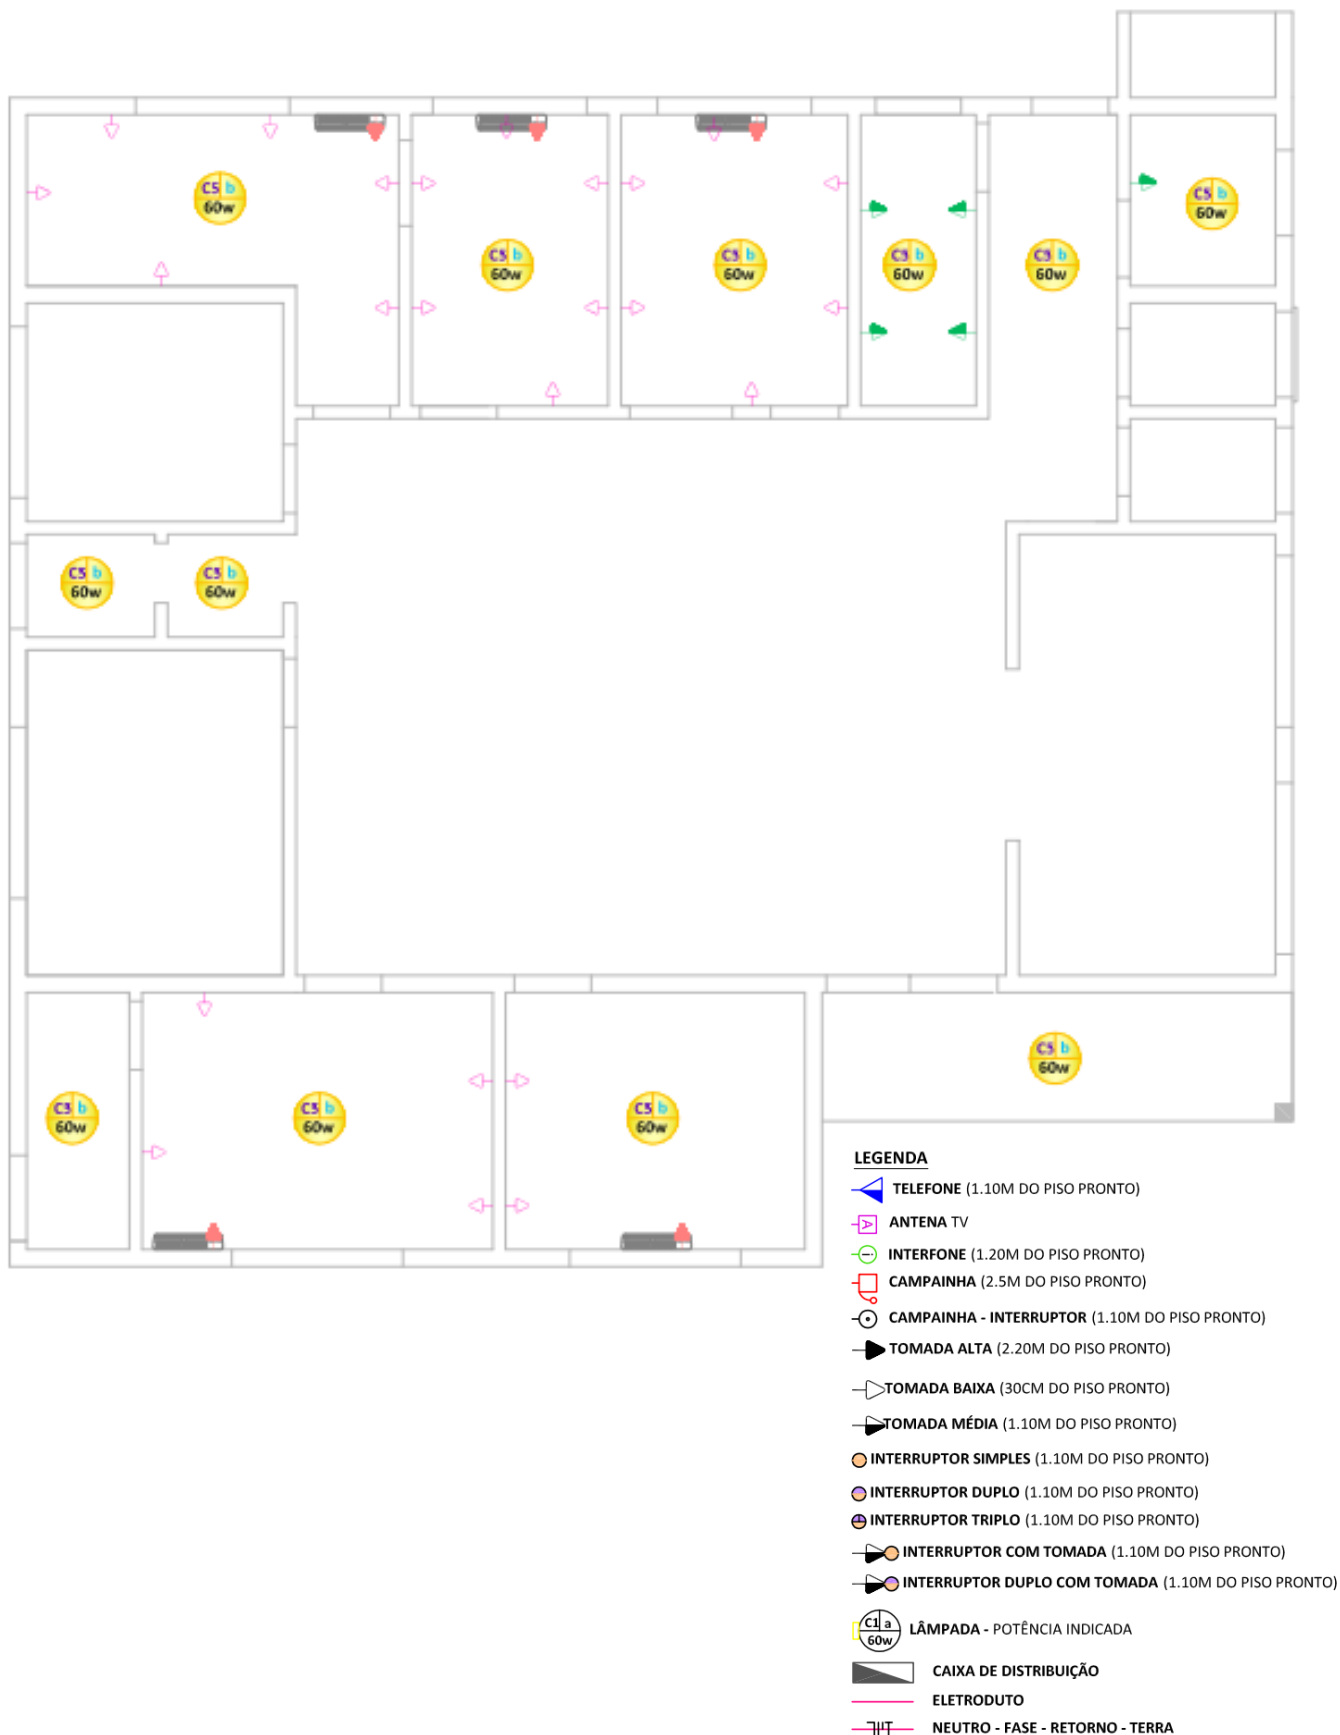 C5 b
60w
C5 b
60w
C5 b
60w
C5 b
60w
C5 b
60w
C5 b
60w
C5 b
60w
C5 b
60w
C5 b
60w
C5 b
60w
C5 b
60w
C5 b
60w
LEGENDA
TELEFONE (1.10M DO PISO PRONTO)
A ANTENA TV
INTERFONE (1.20M DO PISO PRONTO)
CAMPAINHA (2.5M DO PISO PRONTO)
CAMPAINHA - INTERRUPTOR (1.10M DO PISO PRONTO)
TOMADA ALTA (2.20M DO PISO PRONTO)
TOMADA BAIXA (30CM DO PISO PRONTO)
TOMADA MÉDIA (1.10M DO PISO PRONTO)
INTERRUPTOR SIMPLES (1.10M DO PISO PRONTO)
INTERRUPTOR DUPLO (1.10M DO PISO PRONTO)
INTERRUPTOR TRIPLO (1.10M DO PISO PRONTO)
INTERRUPTOR COM TOMADA (1.10M DO PISO PRONTO)
INTERRUPTOR DUPLO COM TOMADA (1.10M DO PISO PRONTO)
C1 a
60w
LÂMPADA - POTÊNCIA INDICADA
CAIXA DE DISTRIBUIÇÃO
ELETRODUTO
NEUTRO - FASE - RETORNO - TERRA